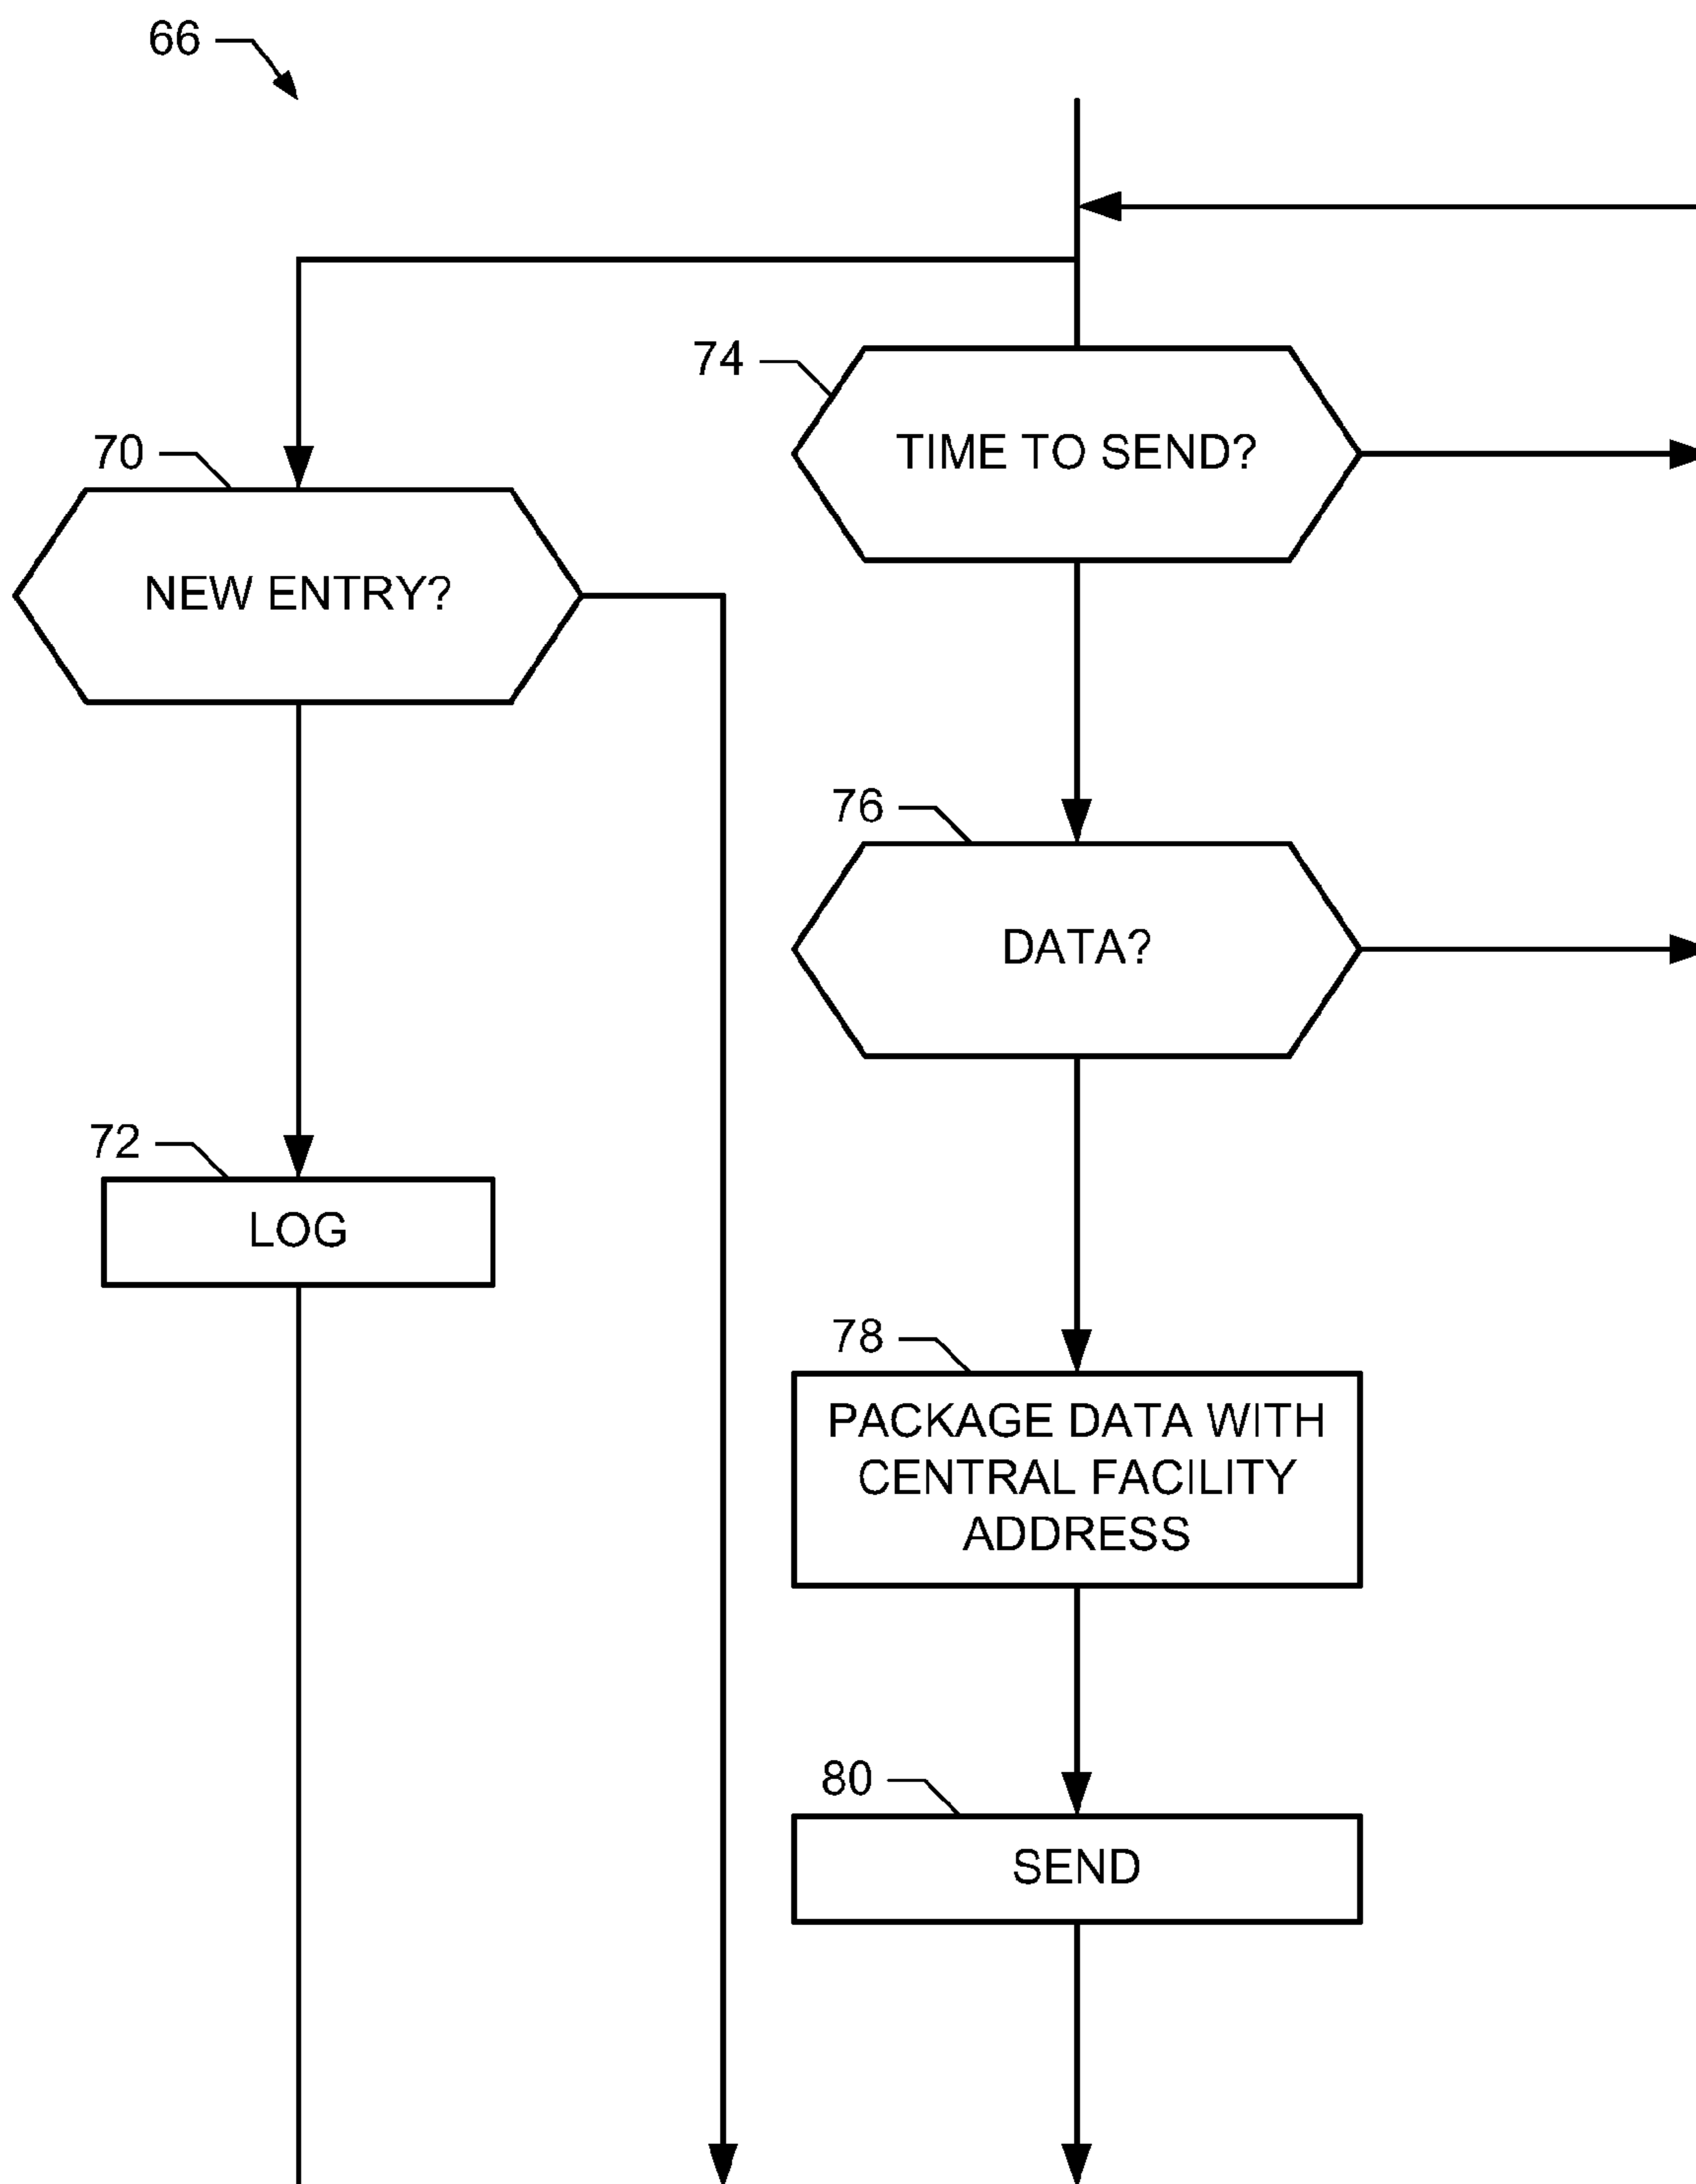 66
74
TIME TO SEND?
70
NEW ENTRY?
76
DATA?
72
LOG
78
PACKAGE DATA WITH
CENTRAL FACILITY
ADDRESS
80
SEND